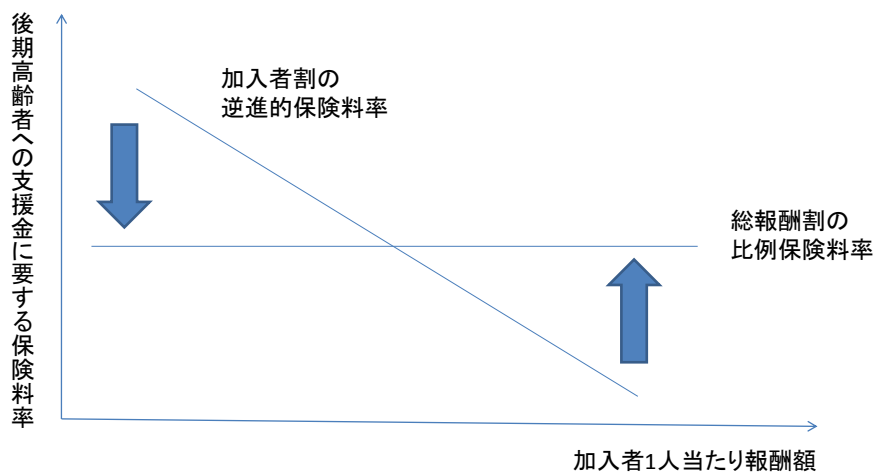 後期高齢者への支援金に要する保険料率
加入者割の
逆進的保険料率
総報酬割の
比例保険料率
加入者1人当たり報酬額